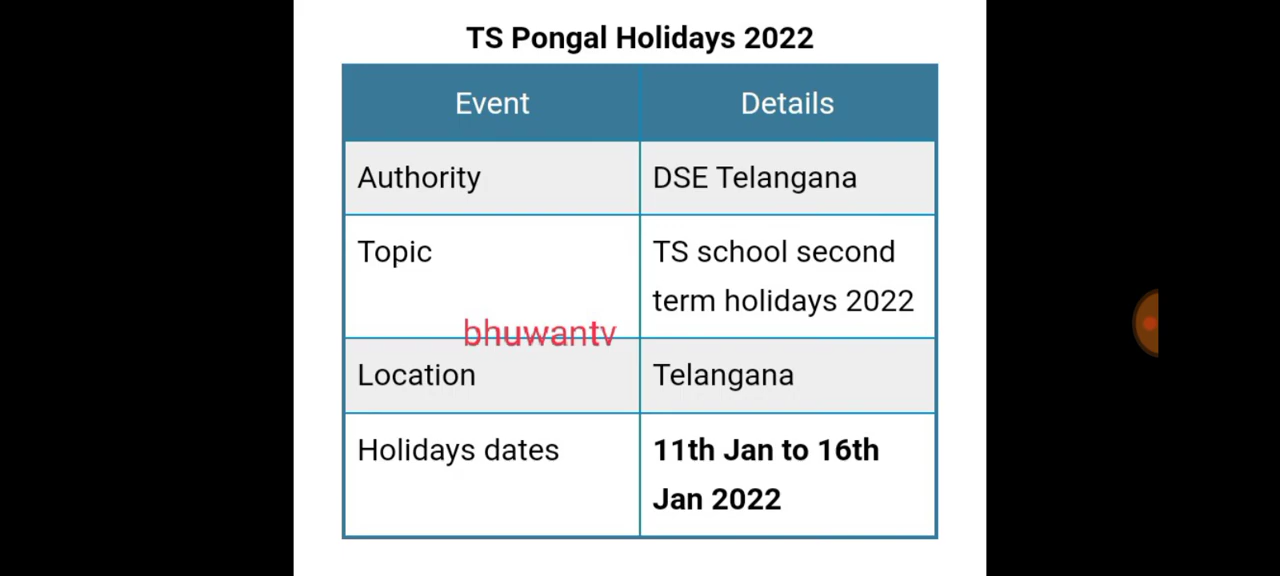 TS Pongal Holidays 2022
Event Details
Authority DSE Telangana
Topic TS school second
term holidays 2022
bhuwantv
Location Telangana
Holidays dates 11th Jan to 16th
Jan 2022